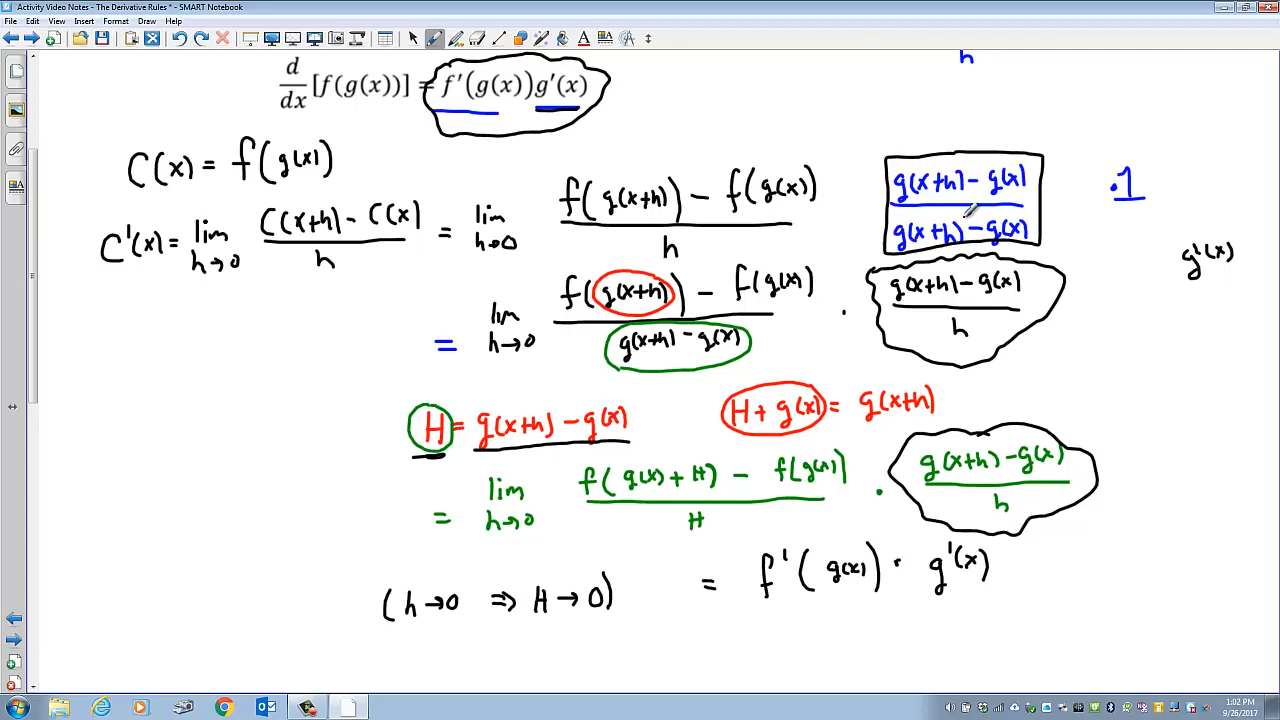 Activity Video Notes - The Derivative Rules * - SMART Notebook
File Edit View Insert Format Draw Help
h
d/dx [f(g(x))] = f'(g(x))g'(x)
C(x) = f(g(x))
C'(x) = lim h→0 (C(x+h) - C(x))/h = lim h→0 (f(g(x+h)) - f(g(x)))/h
(g(x+h) - g(x))/(g(x+h) - g(x)) ·1
g'(x)
= lim h→0 (f(g(x+h)) - f(g(x)))/(g(x+h) - g(x)) · (g(x+h) - g(x))/h
H = g(x+h) - g(x) H + g(x) = g(x+h)
= lim h→0 (f(g(x) + H) - f(g(x)))/H · (g(x+h) - g(x))/h
(h→0 ⇒ H→0) = f'(g(x)) · g'(x)
1:02 PM
9/26/2017